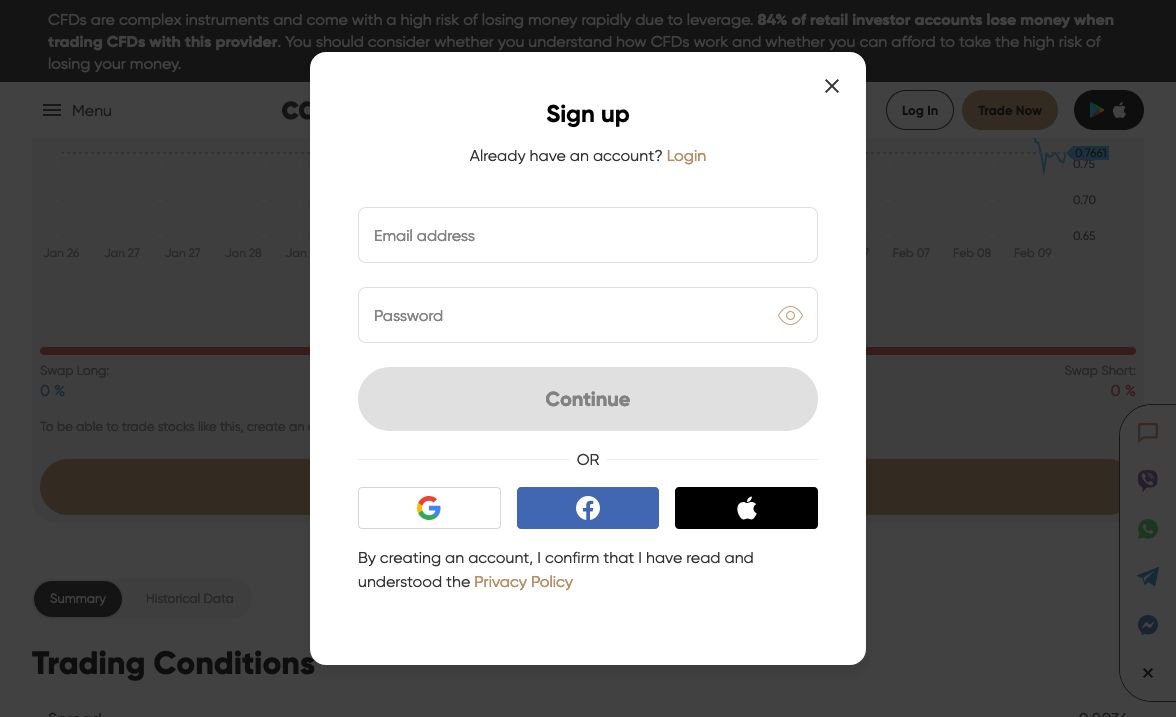 CFDs are complex instruments and come with a high risk of losing money rapidly due to leverage. 84% of retail investor accounts lose money when
trading CFDs with this provider. You should consider whether you understand how CFDs work and whether you can afford to take the high risk of
losing your money.
Menu
Log In
Trade Now
Sign up
Already have an account? Login
Email address
Password
Continue
OR
By creating an account, I confirm that I have read and
understood the Privacy Policy
0.7661
0.75
0.70
0.65
Jan 26 Jan 27 Jan 27 Jan 28 Jan Feb 07 Feb 08 Feb 09
Swap Long:
0 %
Swap Short:
0 %
To be able to trade stocks like this, create an
Summary
Historical Data
Trading Conditions
Spread
0.0076